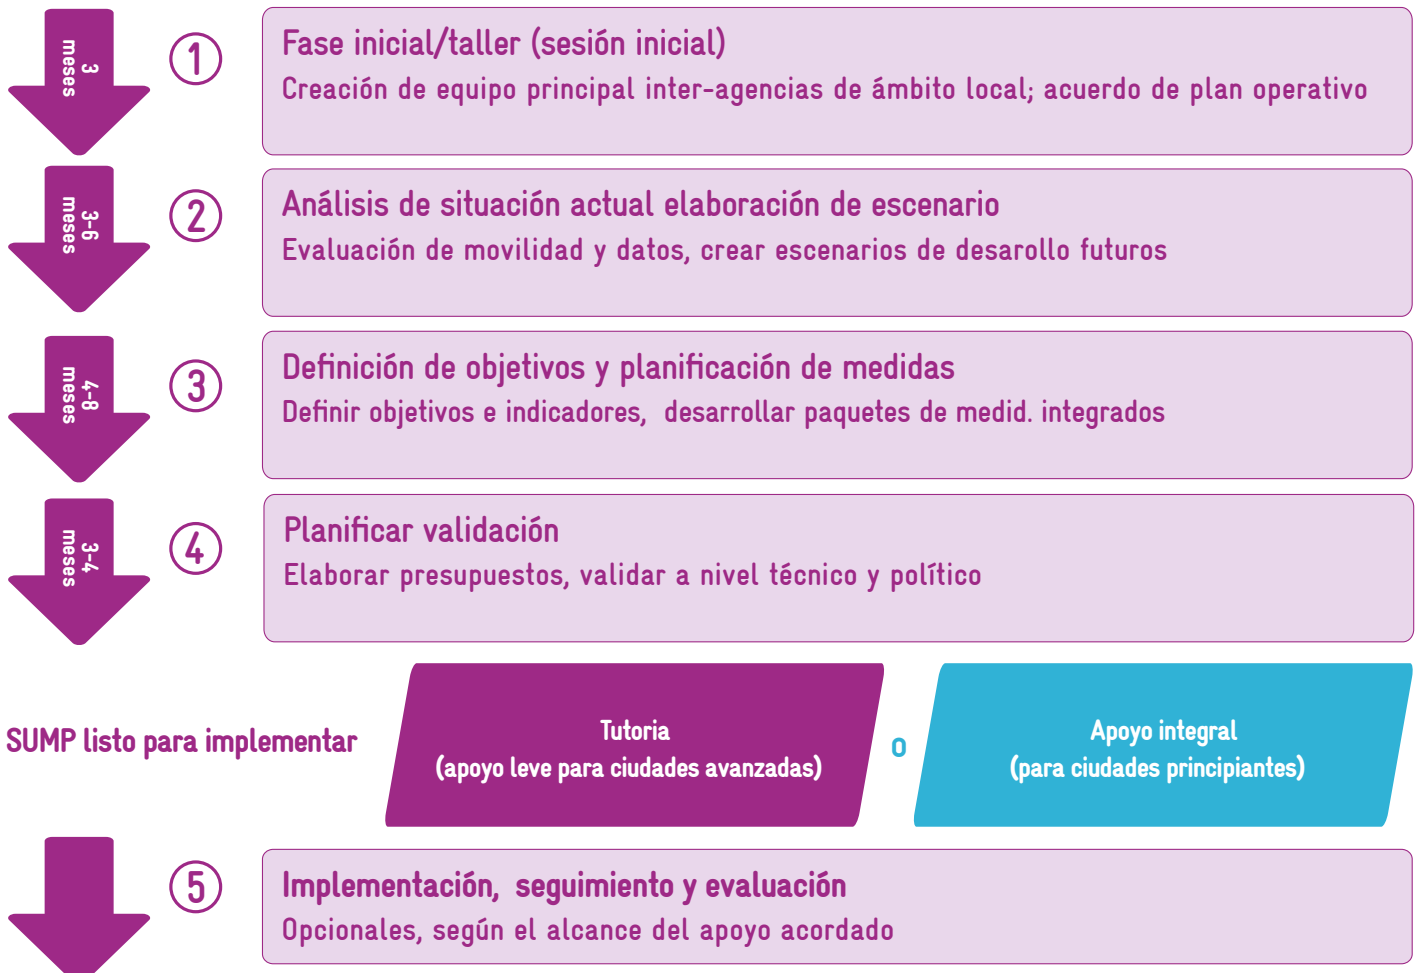 3
meses
1
Fase inicial/taller (sesión inicial)
Creación de equipo principal inter-agencias de ámbito local; acuerdo de plan operativo
3-6
meses
2
Análisis de situación actual elaboración de escenario
Evaluación de movilidad y datos, crear escenarios de desarollo futuros
4-8
meses
3
Definición de objetivos y planificación de medidas
Definir objetivos e indicadores, desarrollar paquetes de medid. integrados
3-4
meses
4
Planificar validación
Elaborar presupuestos, validar a nivel técnico y político
SUMP listo para implementar
Tutoria
(apoyo leve para ciudades avanzadas)
o
Apoyo integral
(para ciudades principiantes)
5
Implementación, seguimiento y evaluación
Opcionales, según el alcance del apoyo acordado